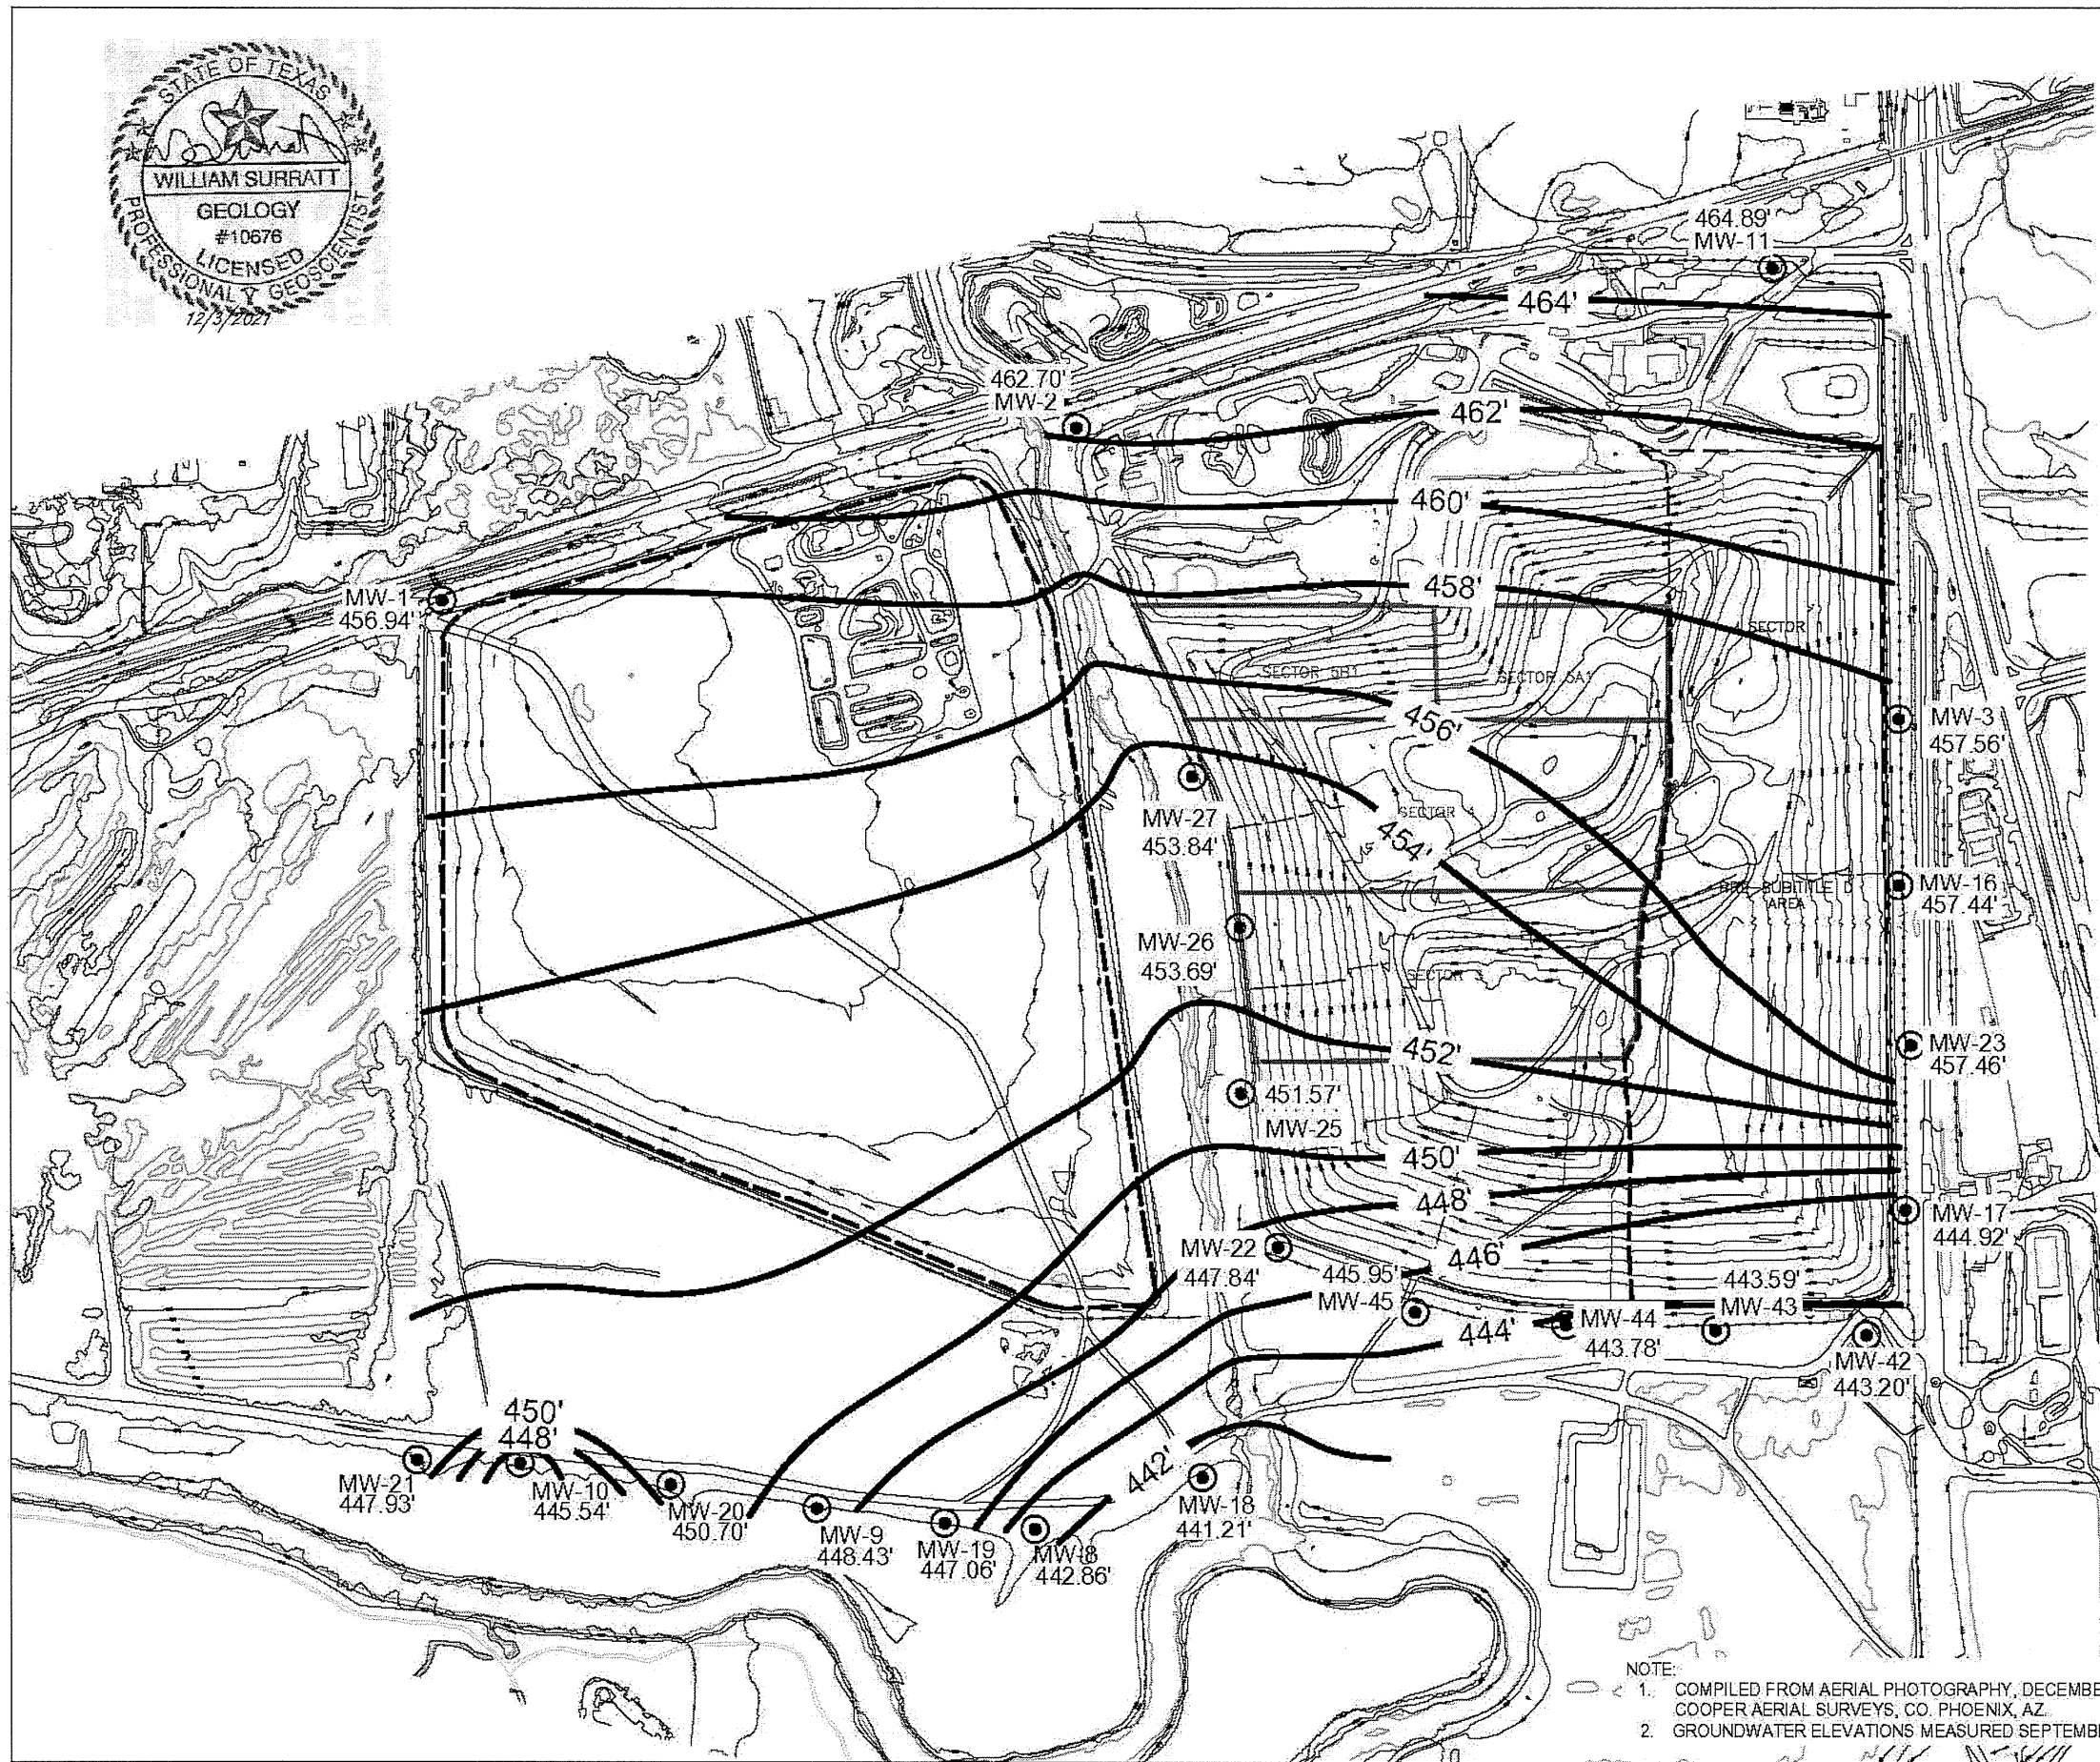 STATE OF TEXAS
WILLIAM SURRATT
GEOLOGY
#10676
LICENSED
PROFESSIONAL GEOSCIENTIST
12/3/2021
464.89'
MW-11
464'
462.70'
MW-2
462'
460'
MW-1
456.94'
458'
SECTOR 1
SECTOR 5B1
SECTOR 5A1
456'
MW-3
457.56'
MW-27
453.84'
SECTOR 4
454'
MW-16
457.44'
PRE-SUBTITLE D
AREA
MW-26
453.69'
SECTOR
452'
MW-23
457.46'
451.57'
MW-25
450'
448'
MW-17
444.92'
MW-22
447.84'
446'
445.95'
MW-45
443.59'
MW-43
444'
MW-44
443.78'
MW-42
443.20'
450'
448'
442'
MW-21
447.93'
MW-10
445.54'
MW-20
450.70'
MW-9
448.43'
MW-19
447.06'
MW-8
442.86'
MW-18
441.21'
NOTE:
1. COMPILED FROM AERIAL PHOTOGRAPHY, DECEMBE
COOPER AERIAL SURVEYS, CO. PHOENIX, AZ.
2. GROUNDWATER ELEVATIONS MEASURED SEPTEMB